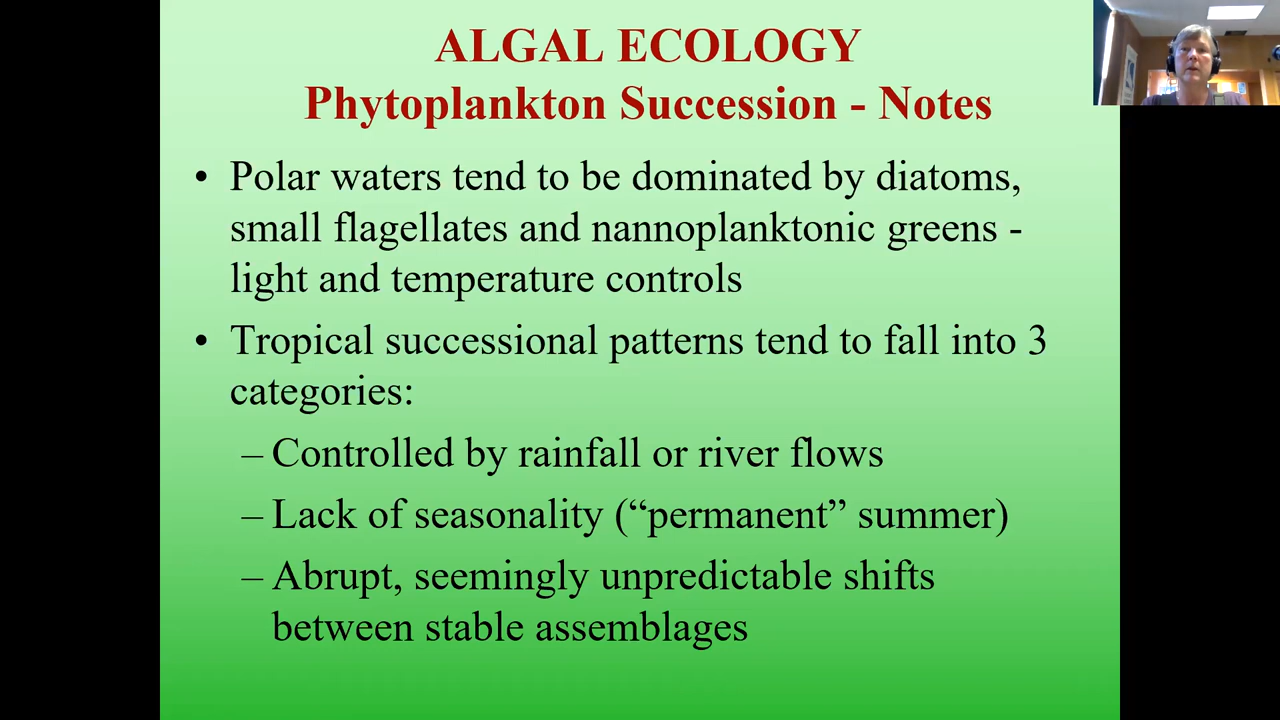 ALGAL ECOLOGY
Phytoplankton Succession - Notes
• Polar waters tend to be dominated by diatoms,
small flagellates and nannoplanktonic greens -
light and temperature controls
• Tropical successional patterns tend to fall into 3
categories:
– Controlled by rainfall or river flows
– Lack of seasonality (“permanent” summer)
– Abrupt, seemingly unpredictable shifts
between stable assemblages